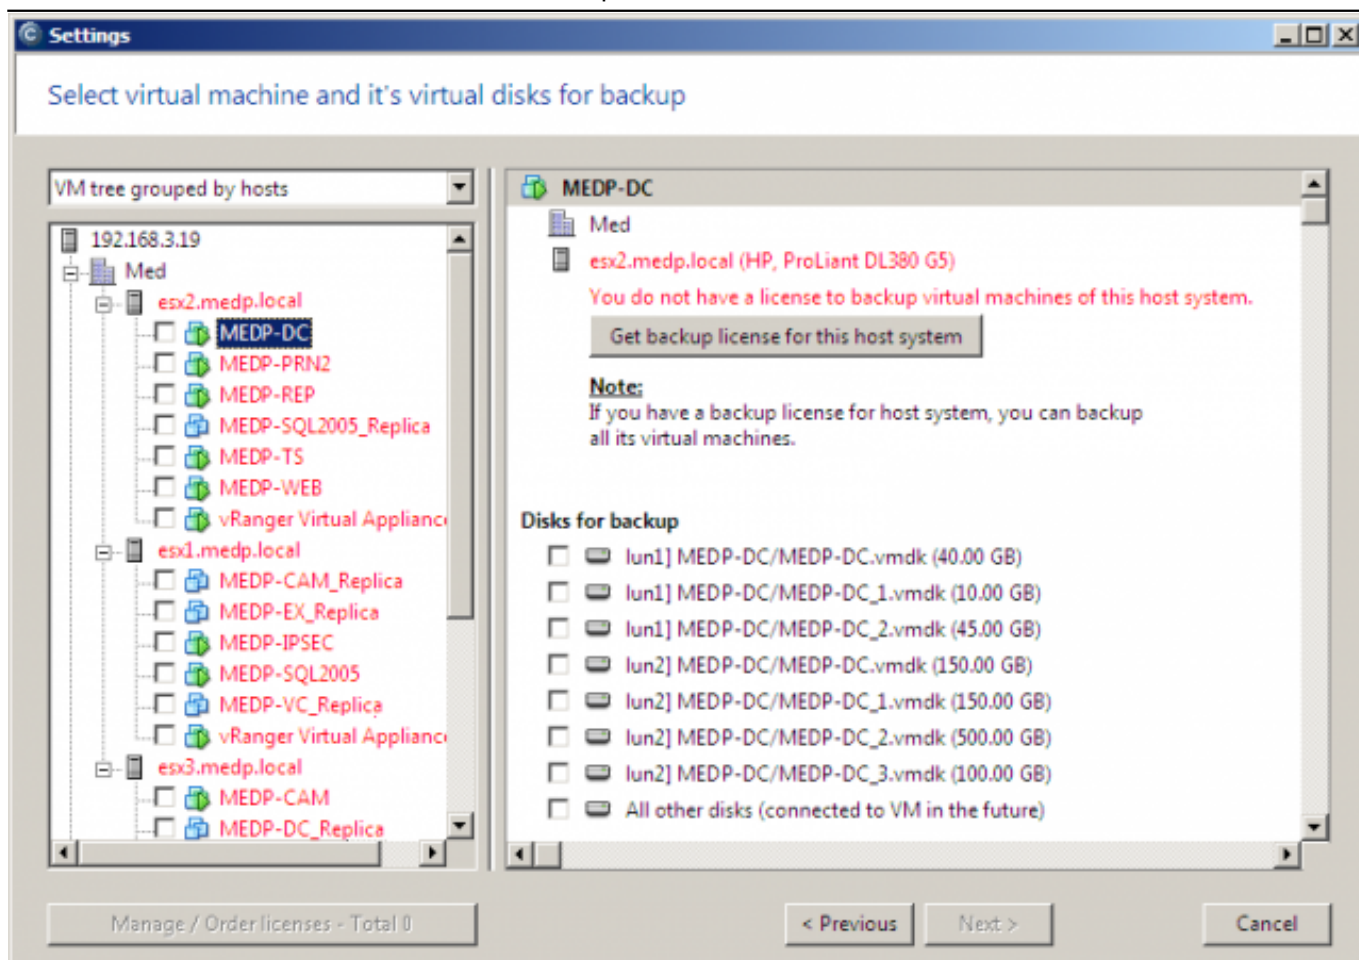 Settings
Select virtual machine and it's virtual disks for backup
VM tree grouped by hosts
192.168.3.19
Med
esx2.medp.local
MEDP-DC
MEDP-PRN2
MEDP-REP
MEDP-SQL2005_Replica
MEDP-TS
MEDP-WEB
vRanger Virtual Applianc
esx1.medp.local
MEDP-CAM_Replica
MEDP-EX_Replica
MEDP-IPSEC
MEDP-SQL2005
MEDP-VC_Replica
vRanger Virtual Applianc
esx3.medp.local
MEDP-CAM
MEDP-DC_Replica
MEDP-DC
Med
esx2.medp.local (HP, ProLiant DL380 G5)
You do not have a license to backup virtual machines of this host system.
Get backup license for this host system
Note:
If you have a backup license for host system, you can backup
all its virtual machines.
Disks for backup
lun1] MEDP-DC/MEDP-DC.vmdk (40.00 GB)
lun1] MEDP-DC/MEDP-DC_1.vmdk (10.00 GB)
lun1] MEDP-DC/MEDP-DC_2.vmdk (45.00 GB)
lun2] MEDP-DC/MEDP-DC.vmdk (150.00 GB)
lun2] MEDP-DC/MEDP-DC_1.vmdk (150.00 GB)
lun2] MEDP-DC/MEDP-DC_2.vmdk (500.00 GB)
lun2] MEDP-DC/MEDP-DC_3.vmdk (100.00 GB)
All other disks (connected to VM in the future)
Manage / Order licenses - Total 0
< Previous
Next >
Cancel